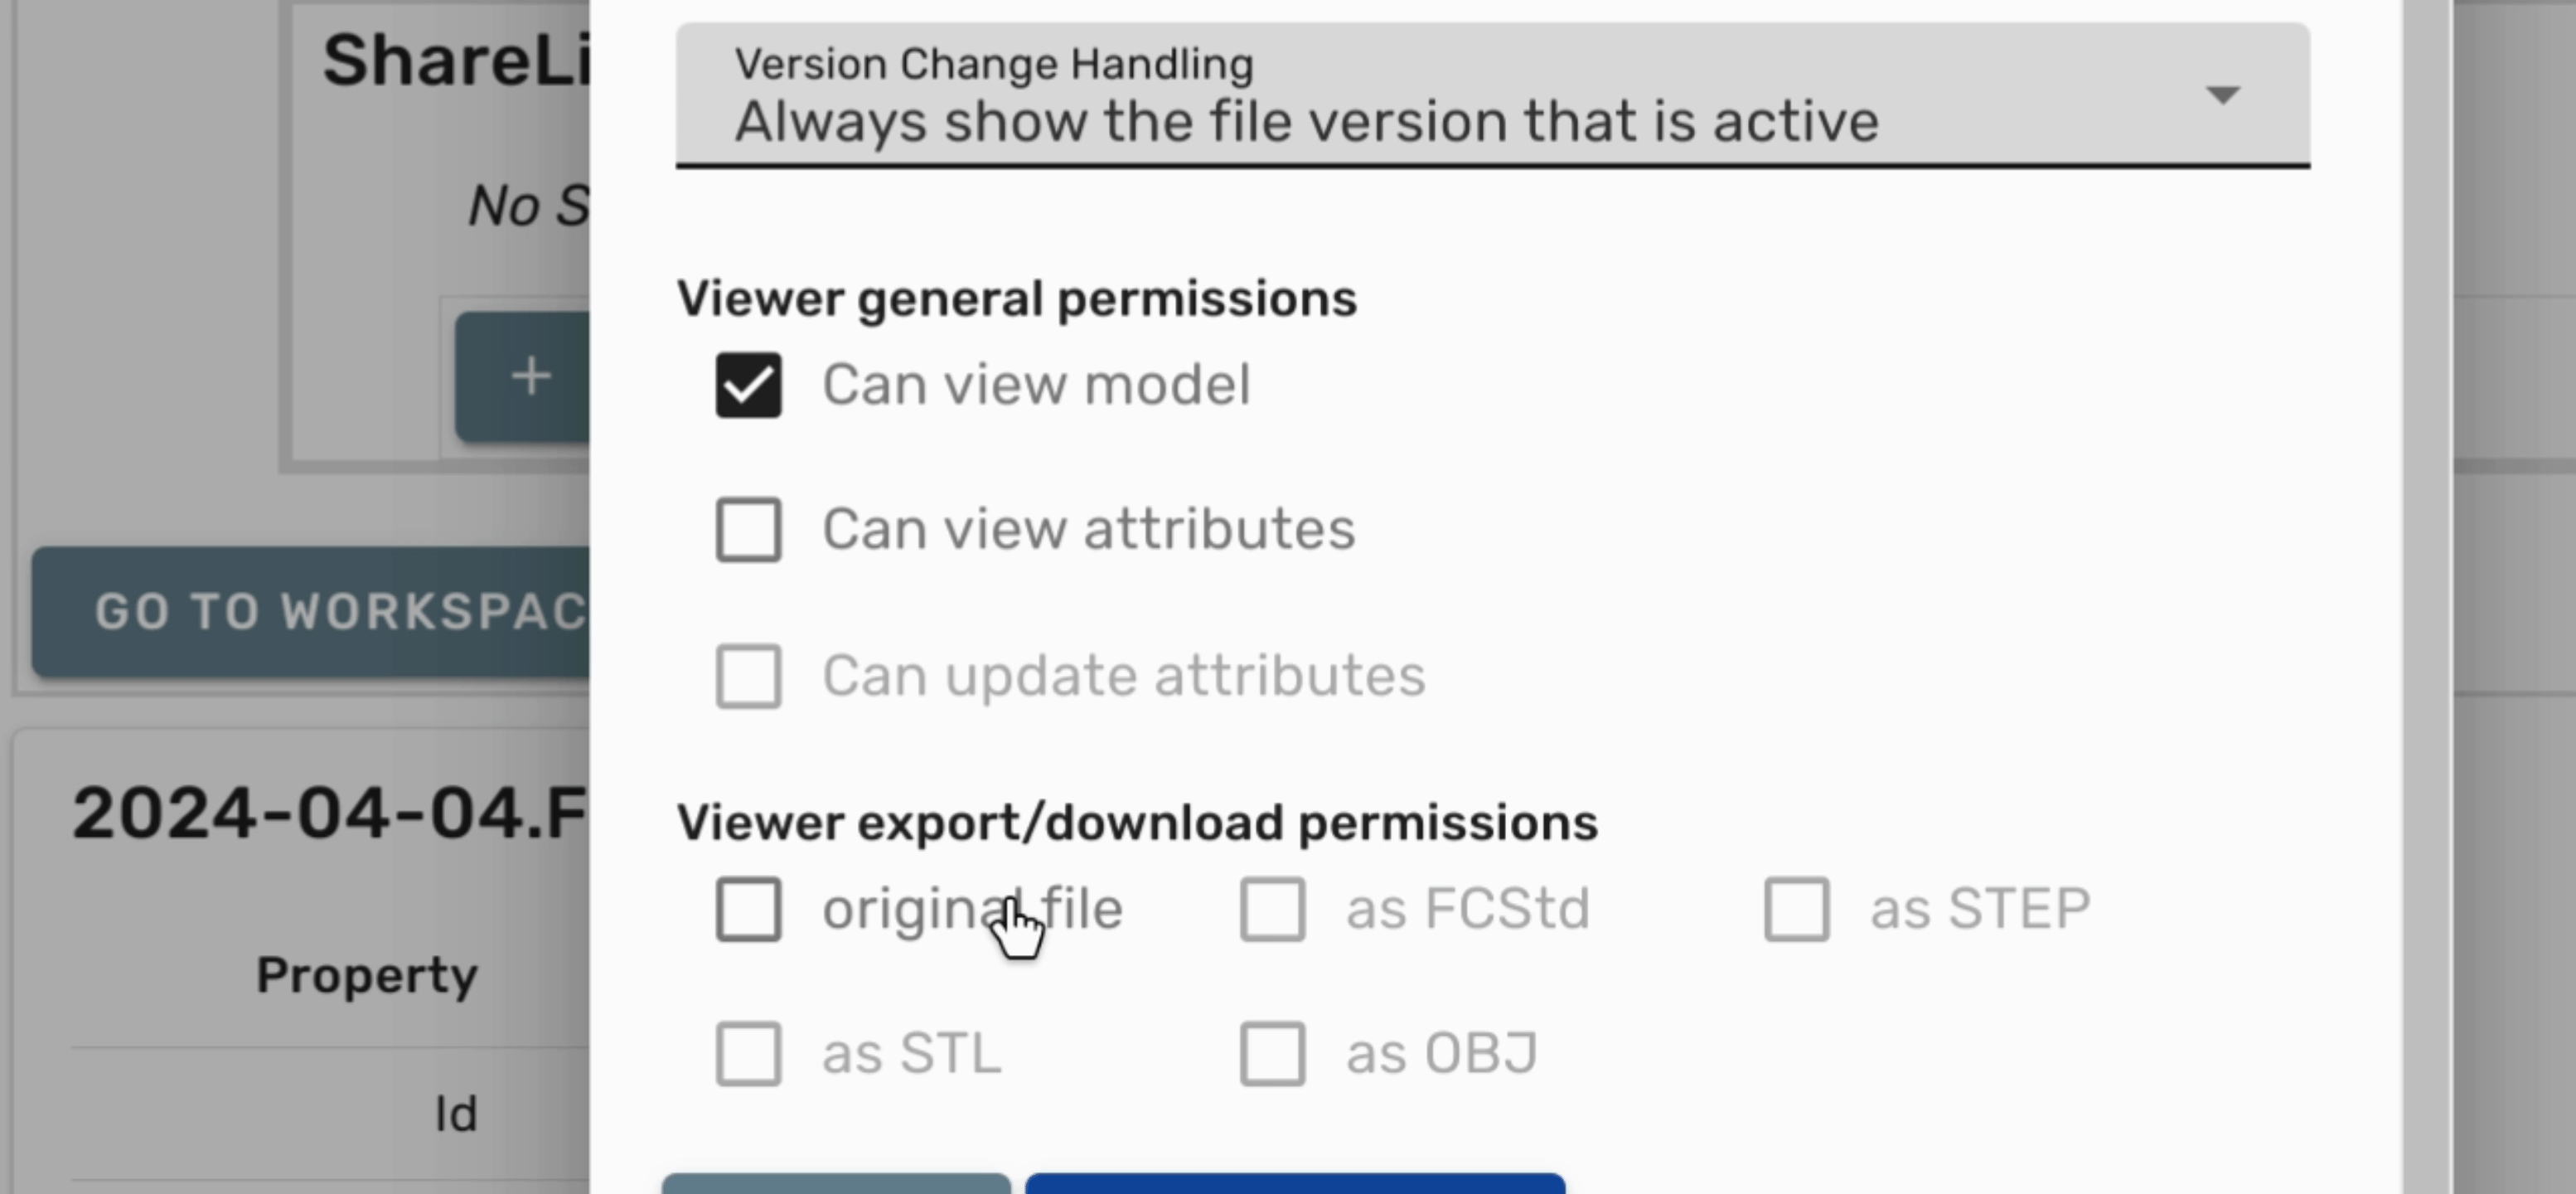 ShareLi
No S
+
GO TO WORKSPAC
2024-04-04.F
Property
Id
Version Change Handling
Always show the file version that is active
Viewer general permissions
Can view model
Can view attributes
Can update attributes
Viewer export/download permissions
original file
as FCStd
as STEP
as STL
as OBJ